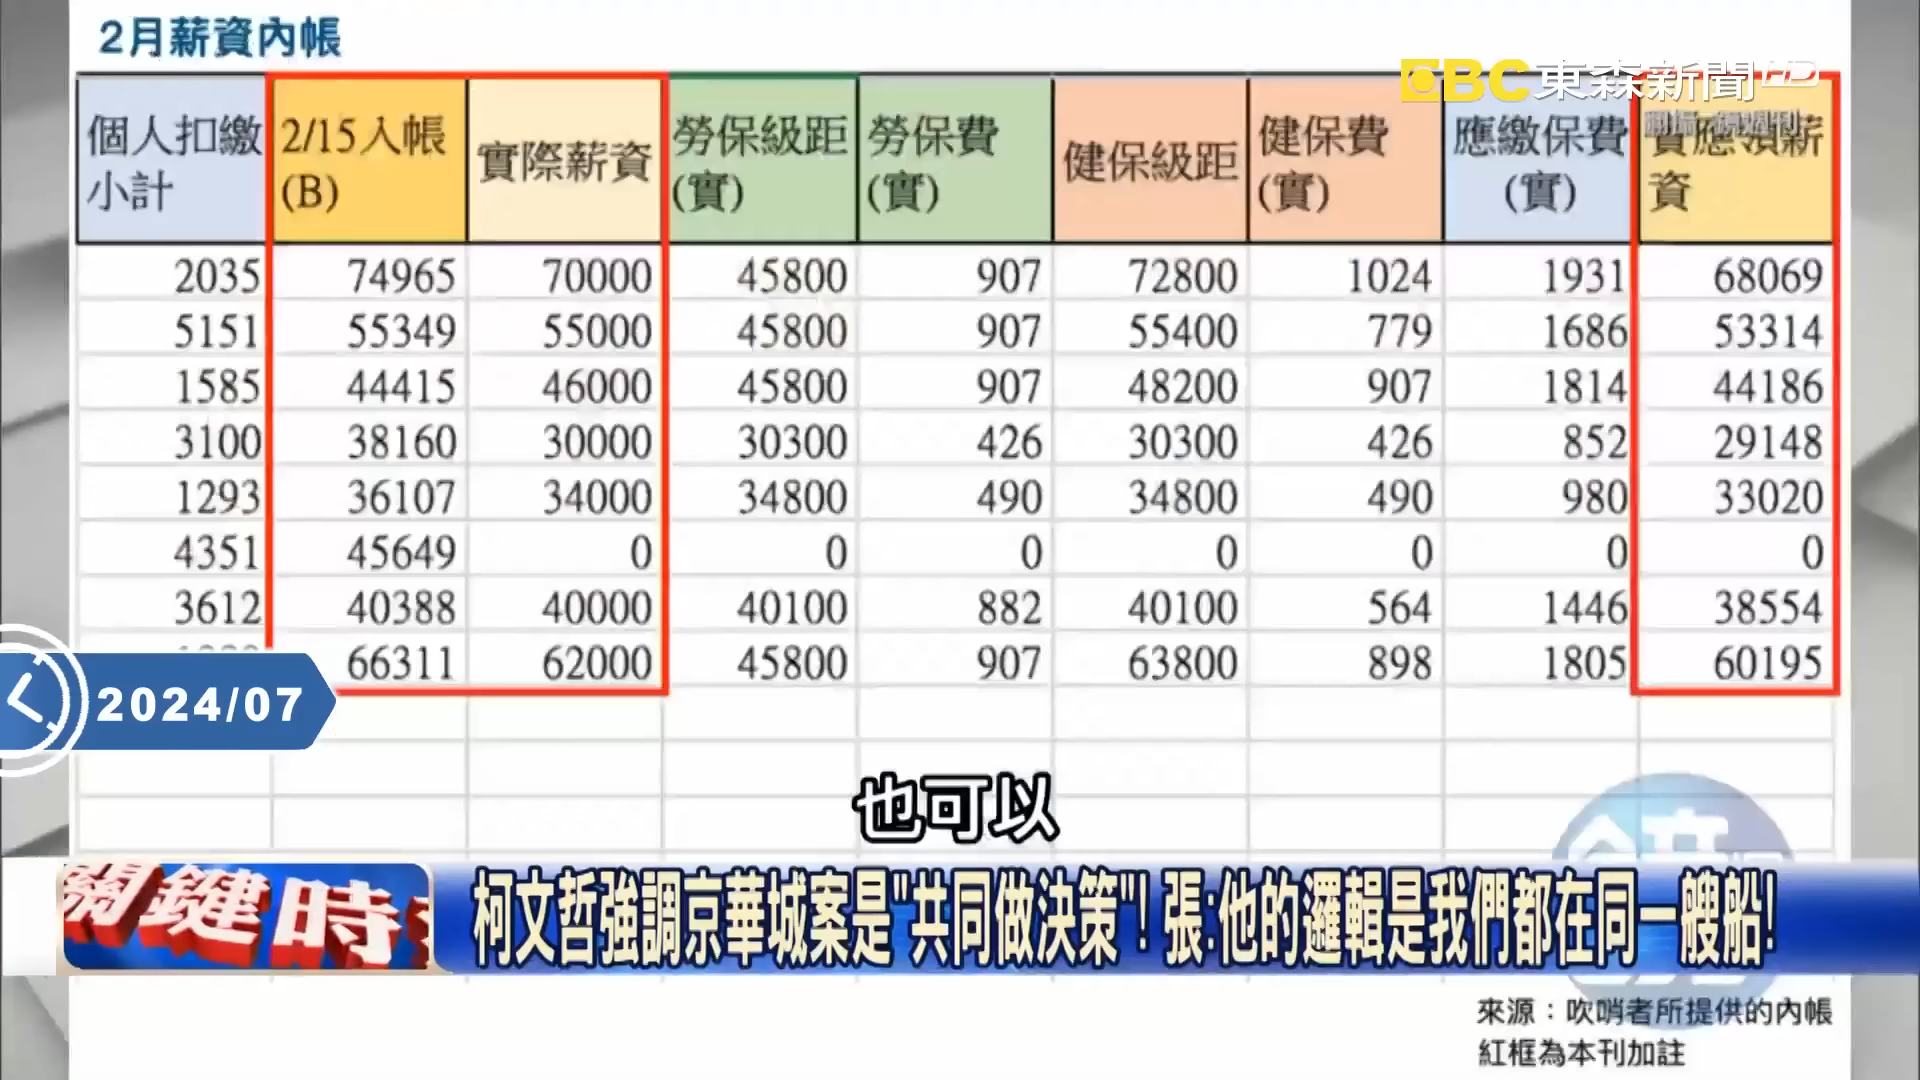 2月薪資內帳
EBC 東森新聞 HD
個人扣繳小計 2/15入帳(B) 實際薪資 勞保級距(實) 勞保費(實) 健保級距 健保費(實) 應繳保費(實) 實應領薪資
2035 74965 70000 45800 907 72800 1024 1931 68069
5151 55349 55000 45800 907 55400 779 1686 53314
1585 44415 46000 45800 907 48200 907 1814 44186
3100 38160 30000 30300 426 30300 426 852 29148
1293 36107 34000 34800 490 34800 490 980 33020
4351 45649 0 0 0 0 0 0 0
3612 40388 40000 40100 882 40100 564 1446 38554
66311 62000 45800 907 63800 898 1805 60195
2024/07
也可以
關鍵時
柯文哲強調京華城案是"共同做決策"! 張:他的邏輯是我們都在同一艘船!
來源：吹哨者所提供的內帳
紅框為本刊加註